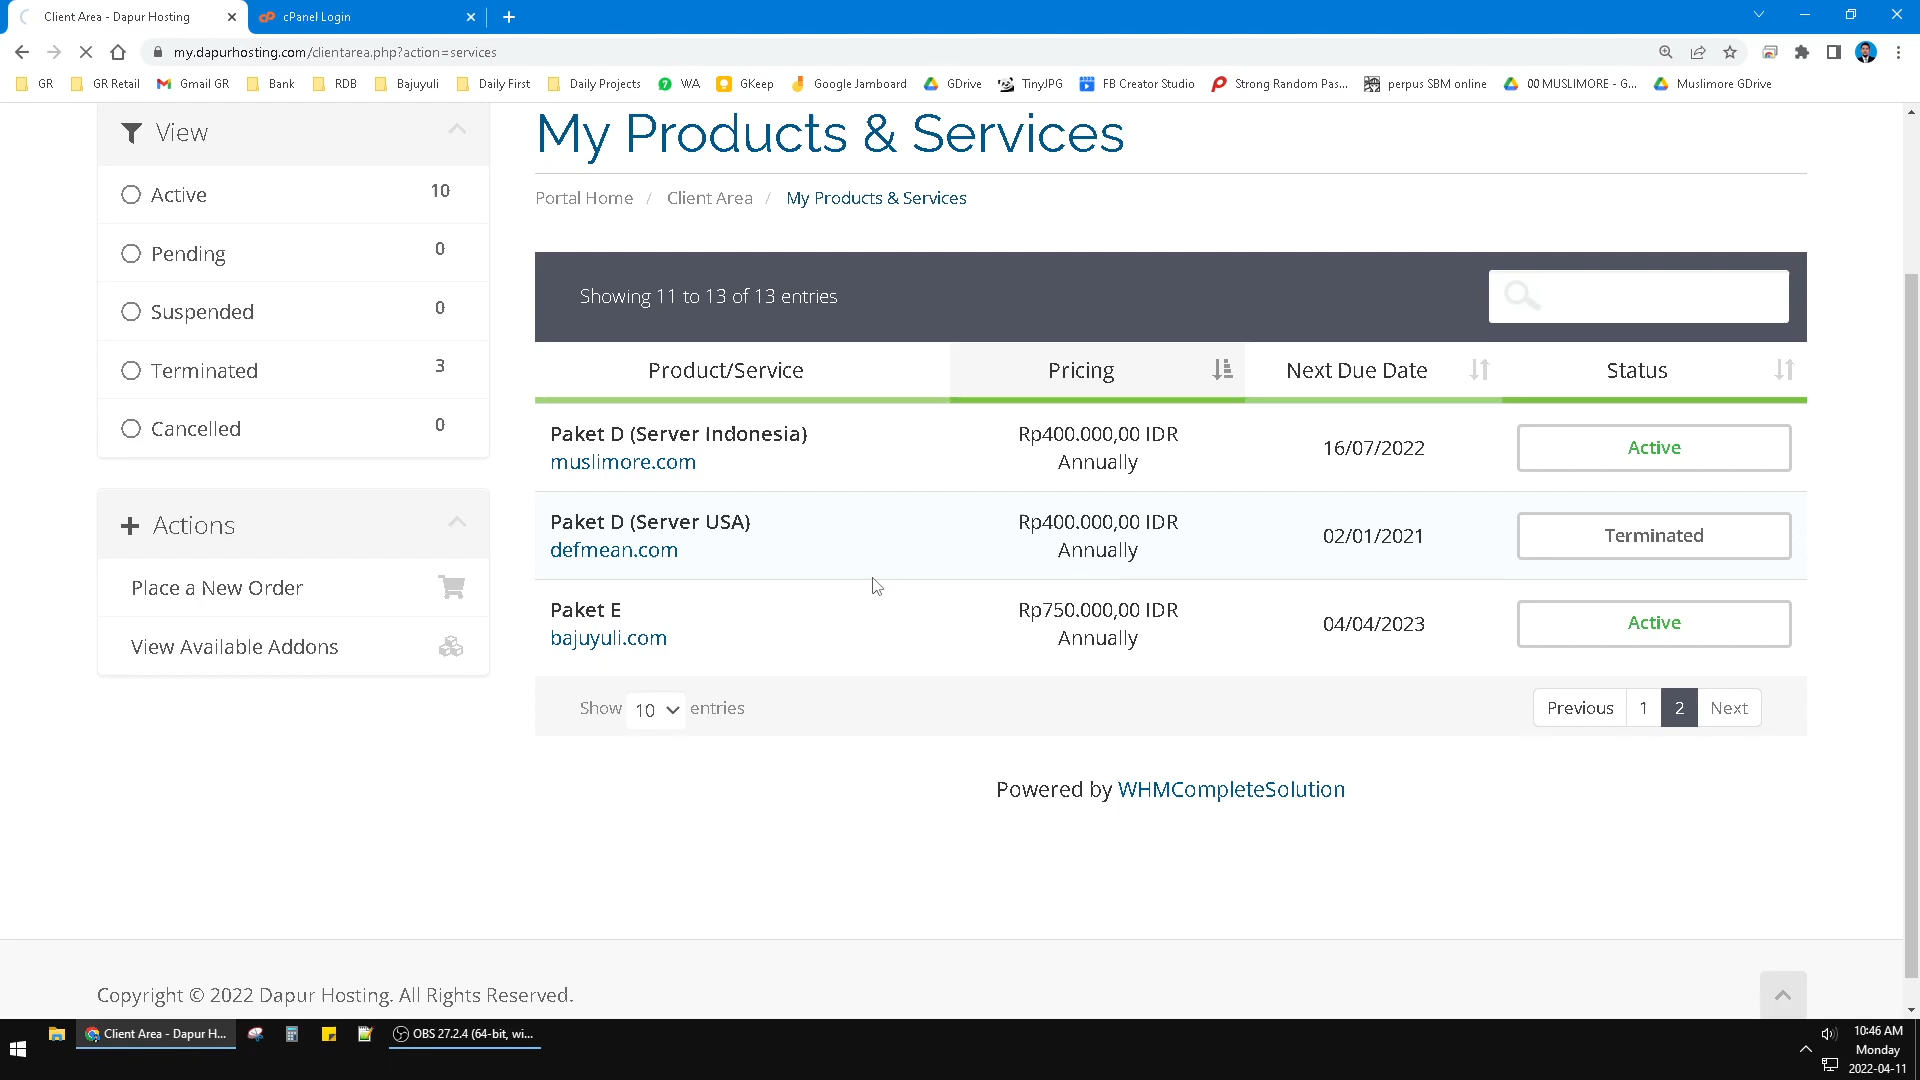 Client Area - Dapur Hosting
cPanel Login
my.dapurhosting.com/clientarea.php?action=services
GR
GR Retail
Gmail GR
Bank
RDB
Bajuyuli
Daily First
Daily Projects
WA
GKeep
Google Jamboard
GDrive
TinyJPG
FB Creator Studio
Strong Random Pas...
perpus SBM online
00 MUSLIMORE - G...
Muslimore GDrive
View
Active 10
Pending 0
Suspended 0
Terminated 3
Cancelled 0
Actions
Place a New Order
View Available Addons
My Products & Services
Portal Home / Client Area / My Products & Services
Showing 11 to 13 of 13 entries
Product/Service Pricing Next Due Date Status
Paket D (Server Indonesia)
muslimore.com
Rp400.000,00 IDR
Annually
16/07/2022
Active
Paket D (Server USA)
defmean.com
Rp400.000,00 IDR
Annually
02/01/2021
Terminated
Paket E
bajuyuli.com
Rp750.000,00 IDR
Annually
04/04/2023
Active
Show 10 entries
Previous 1 2 Next
Powered by WHMCompleteSolution
Copyright © 2022 Dapur Hosting. All Rights Reserved.
Client Area - Dapur H...
OBS 27.2.4 (64-bit, wi...
10:46 AM
Monday
2022-04-11